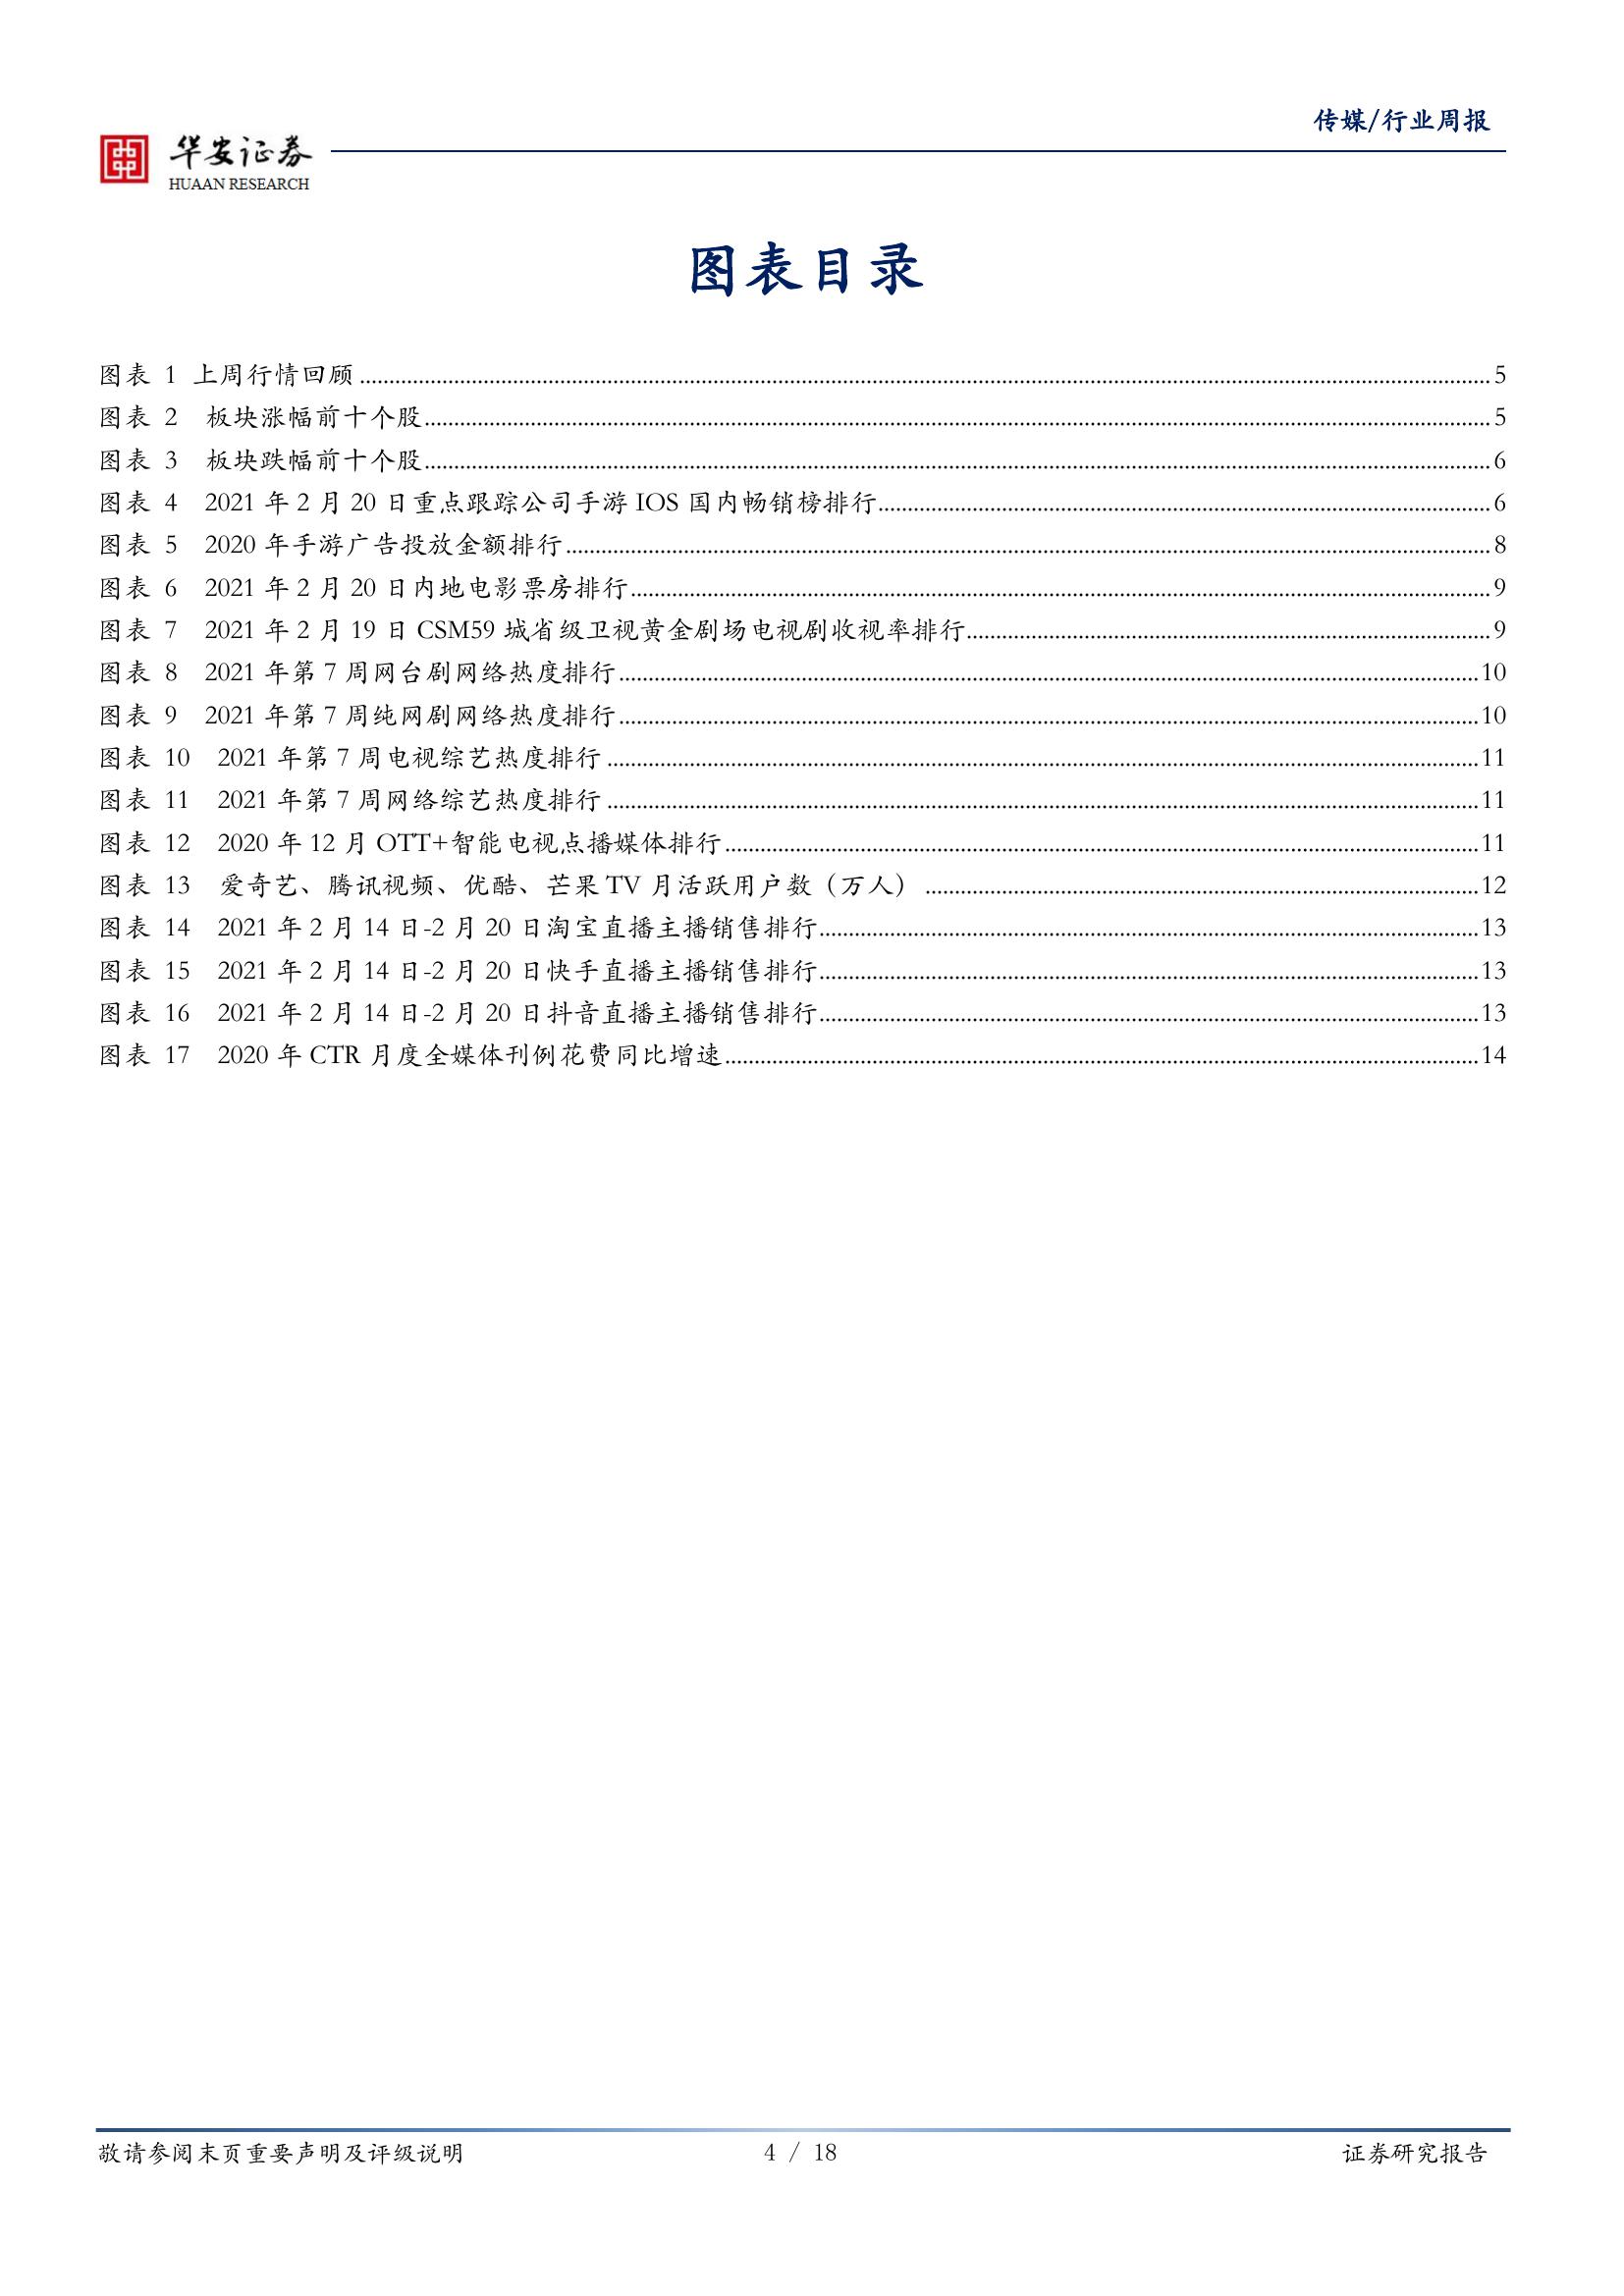 传媒/行业周报
华安证券
HUAAN RESEARCH
图表目录
图表 1 上周行情回顾 ........ 5
图表 2 板块涨幅前十个股 ........ 5
图表 3 板块跌幅前十个股 ........ 6
图表 4 2021 年 2 月 20 日重点跟踪公司手游 IOS 国内畅销榜排行 ........ 6
图表 5 2020 年手游广告投放金额排行 ........ 8
图表 6 2021 年 2 月 20 日内地电影票房排行 ........ 9
图表 7 2021 年 2 月 19 日 CSM59 城省级卫视黄金剧场电视剧收视率排行 ........ 9
图表 8 2021 年第 7 周网台剧网络热度排行 ........ 10
图表 9 2021 年第 7 周纯网剧网络热度排行 ........ 10
图表 10 2021 年第 7 周电视综艺热度排行 ........ 11
图表 11 2021 年第 7 周网络综艺热度排行 ........ 11
图表 12 2020 年 12 月 OTT+智能电视点播媒体排行 ........ 11
图表 13 爱奇艺、腾讯视频、优酷、芒果 TV 月活跃用户数（万人） ........ 12
图表 14 2021 年 2 月 14 日-2 月 20 日淘宝直播主播销售排行 ........ 13
图表 15 2021 年 2 月 14 日-2 月 20 日快手直播主播销售排行 ........ 13
图表 16 2021 年 2 月 14 日-2 月 20 日抖音直播主播销售排行 ........ 13
图表 17 2020 年 CTR 月度全媒体刊例花费同比增速 ........ 14
敬请参阅末页重要声明及评级说明 4 / 18 证券研究报告